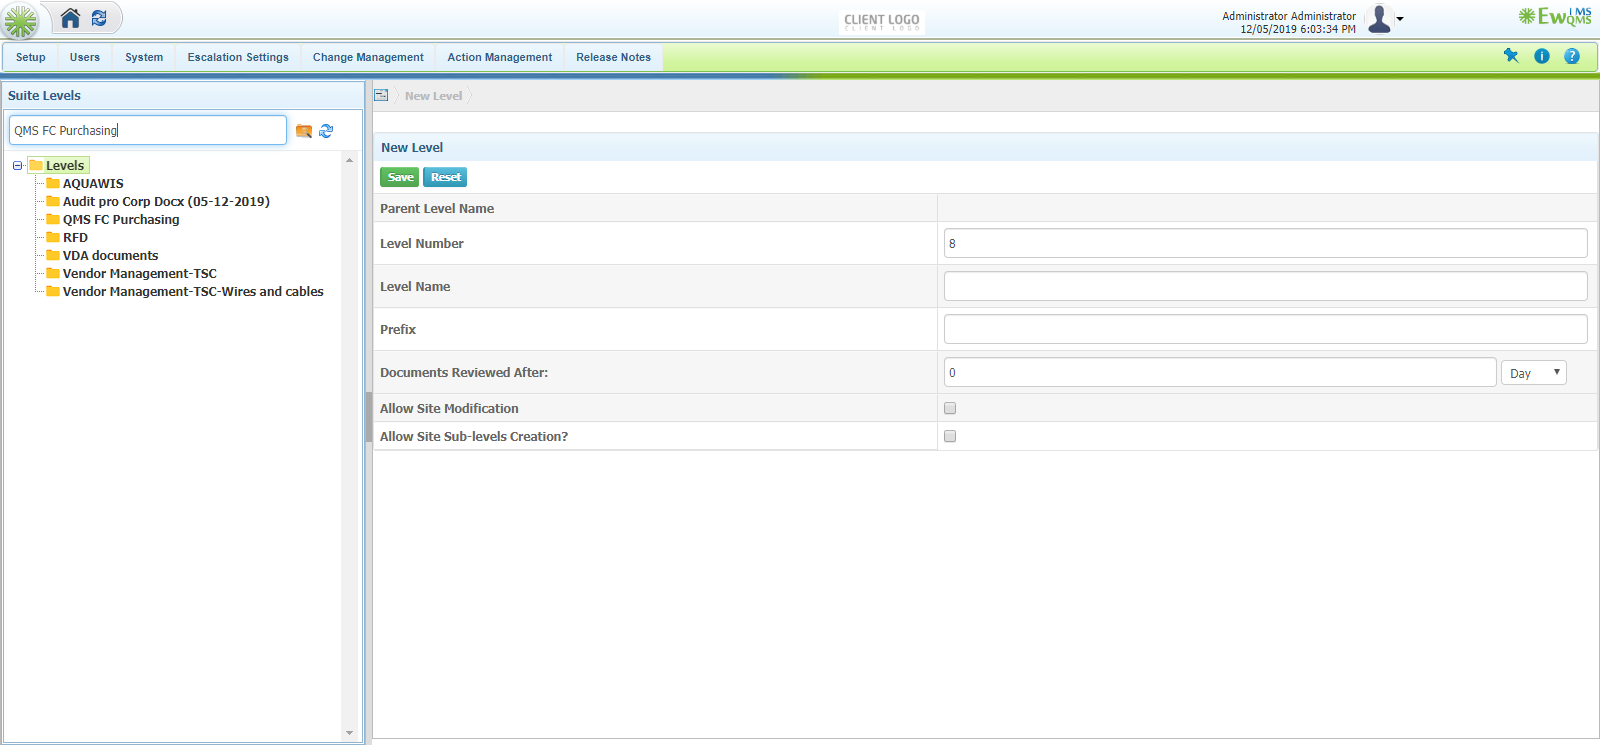 CLIENT LOGO
CLIENT LOGO
Administrator Administrator
12/05/2019 6:03:34 PM
EwQMS
IMS
Setup Users System Escalation Settings Change Management Action Management Release Notes
Suite Levels
QMS FC Purchasing
Levels
AQUAWIS
Audit pro Corp Docx (05-12-2019)
QMS FC Purchasing
RFD
VDA documents
Vendor Management-TSC
Vendor Management-TSC-Wires and cables
New Level
New Level
Save Reset
Parent Level Name
Level Number 8
Level Name
Prefix
Documents Reviewed After: 0 Day
Allow Site Modification
Allow Site Sub-levels Creation?